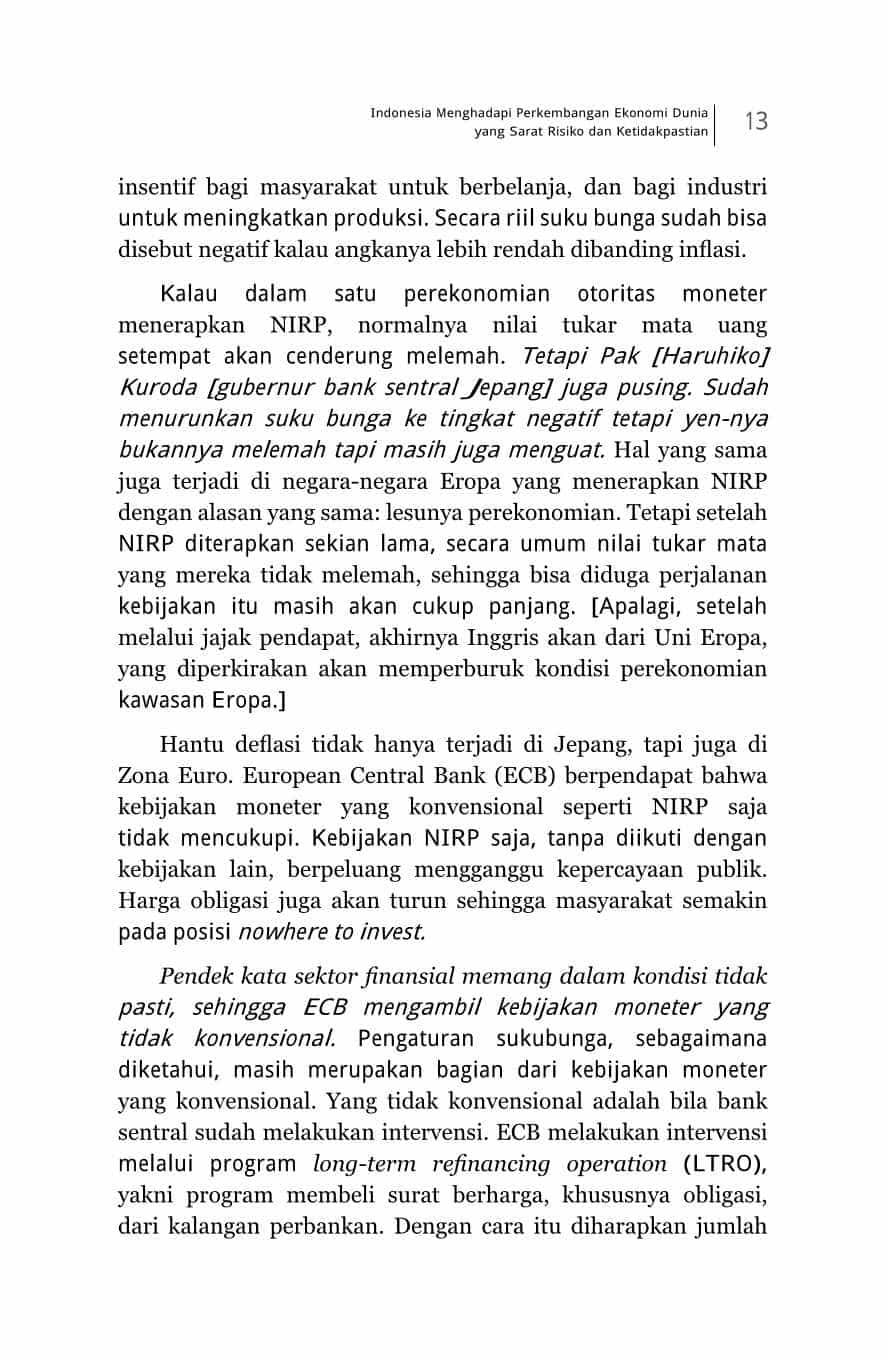 Indonesia Menghadapi Perkembangan Ekonomi Dunia
yang Sarat Risiko dan Ketidakpastian
13
insentif bagi masyarakat untuk berbelanja, dan bagi industri
untuk meningkatkan produksi. Secara riil suku bunga sudah bisa
disebut negatif kalau angkanya lebih rendah dibanding inflasi.
Kalau dalam satu perekonomian otoritas moneter
menerapkan NIRP, normalnya nilai tukar mata uang
setempat akan cenderung melemah. Tetapi Pak [Haruhiko]
Kuroda [gubernur bank sentral Jepang] juga pusing. Sudah
menurunkan suku bunga ke tingkat negatif tetapi yen-nya
bukannya melemah tapi masih juga menguat. Hal yang sama
juga terjadi di negara-negara Eropa yang menerapkan NIRP
dengan alasan yang sama: lesunya perekonomian. Tetapi setelah
NIRP diterapkan sekian lama, secara umum nilai tukar mata
yang mereka tidak melemah, sehingga bisa diduga perjalanan
kebijakan itu masih akan cukup panjang. [Apalagi, setelah
melalui jajak pendapat, akhirnya Inggris akan dari Uni Eropa,
yang diperkirakan akan memperburuk kondisi perekonomian
kawasan Eropa.]
Hantu deflasi tidak hanya terjadi di Jepang, tapi juga di
Zona Euro. European Central Bank (ECB) berpendapat bahwa
kebijakan moneter yang konvensional seperti NIRP saja
tidak mencukupi. Kebijakan NIRP saja, tanpa diikuti dengan
kebijakan lain, berpeluang mengganggu kepercayaan publik.
Harga obligasi juga akan turun sehingga masyarakat semakin
pada posisi nowhere to invest.
Pendek kata sektor finansial memang dalam kondisi tidak
pasti, sehingga ECB mengambil kebijakan moneter yang
tidak konvensional. Pengaturan sukubunga, sebagaimana
diketahui, masih merupakan bagian dari kebijakan moneter
yang konvensional. Yang tidak konvensional adalah bila bank
sentral sudah melakukan intervensi. ECB melakukan intervensi
melalui program long-term refinancing operation (LTRO),
yakni program membeli surat berharga, khususnya obligasi,
dari kalangan perbankan. Dengan cara itu diharapkan jumlah